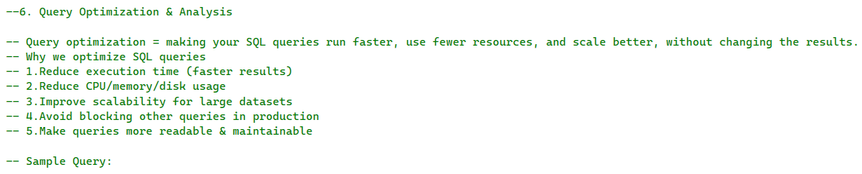 --6. Query Optimization & Analysis
-- Query optimization = making your SQL queries run faster, use fewer resources, and scale better, without changing the results.
-- Why we optimize SQL queries
-- 1.Reduce execution time (faster results)
-- 2.Reduce CPU/memory/disk usage
-- 3.Improve scalability for large datasets
-- 4.Avoid blocking other queries in production
-- 5.Make queries more readable & maintainable
-- Sample Query: